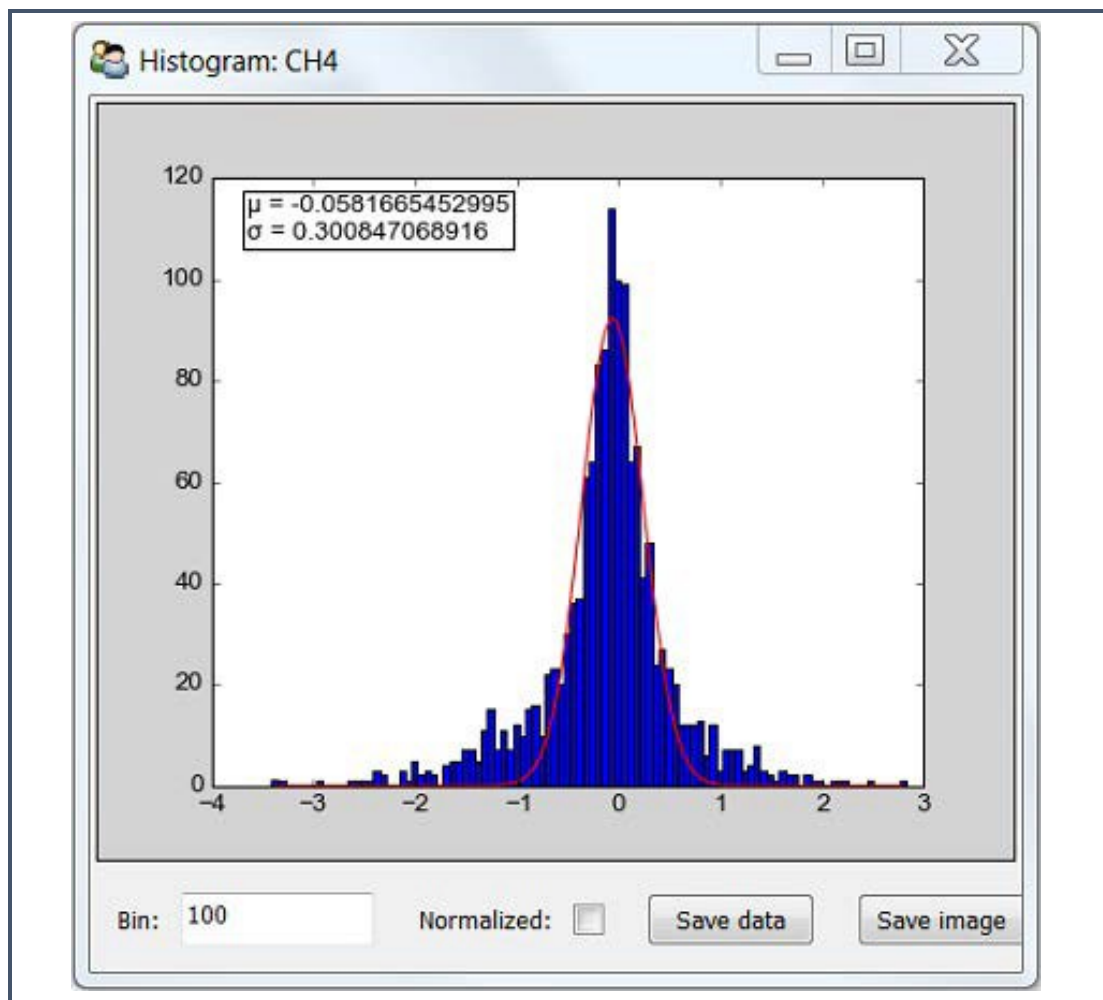 Histogram: CH4
μ = -0.0581665452995
σ = 0.300847068916
120
100
80
60
40
20
0
−4 −3 −2 −1 0 1 2 3
Bin: 100 Normalized: Save data Save image